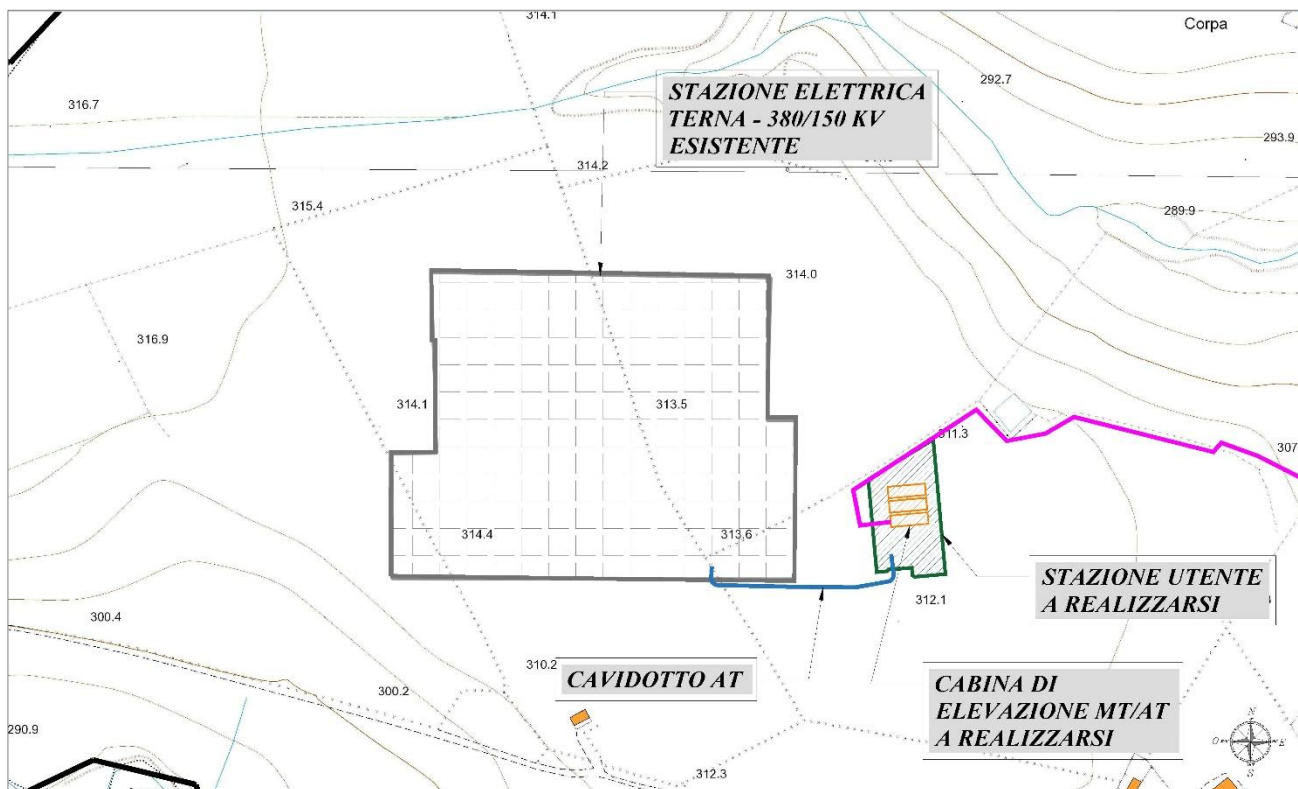 314.1
Corpa
316.7
STAZIONE ELETTRICA
TERNA - 380/150 KV
ESISTENTE
292.7
293.9
314.2
315.4
289.9
314.0
316.9
314.1
313.5
311.3
307
314.4
313.6
STAZIONE UTENTE
A REALIZZARSI
312.1
300.4
310.2
CAVIDOTTO AT
300.2
CABINA DI
ELEVAZIONE MT/AT
A REALIZZARSI
290.9
312.3
N
O
E
S